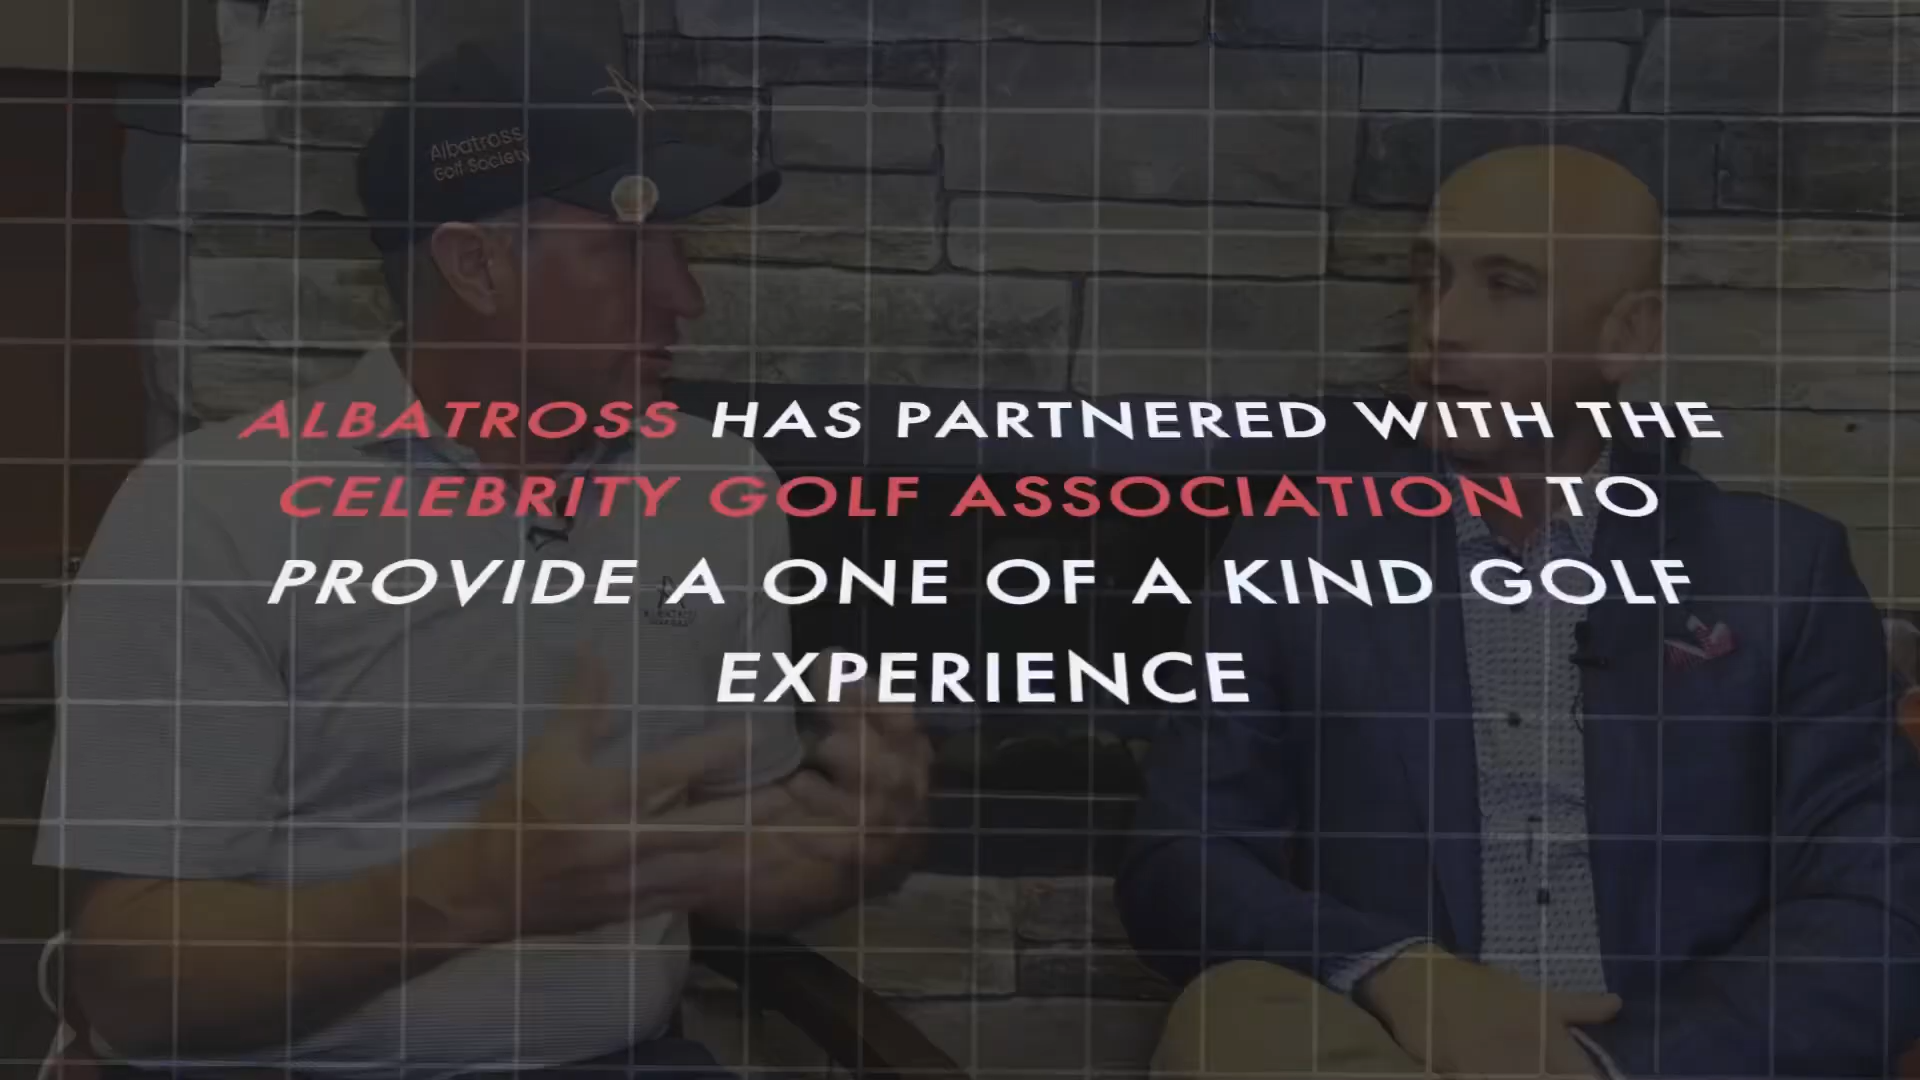 Albatross
Golf Society
ALBATROSS HAS PARTNERED WITH THE
CELEBRITY GOLF ASSOCIATION TO
PROVIDE A ONE OF A KIND GOLF
EXPERIENCE